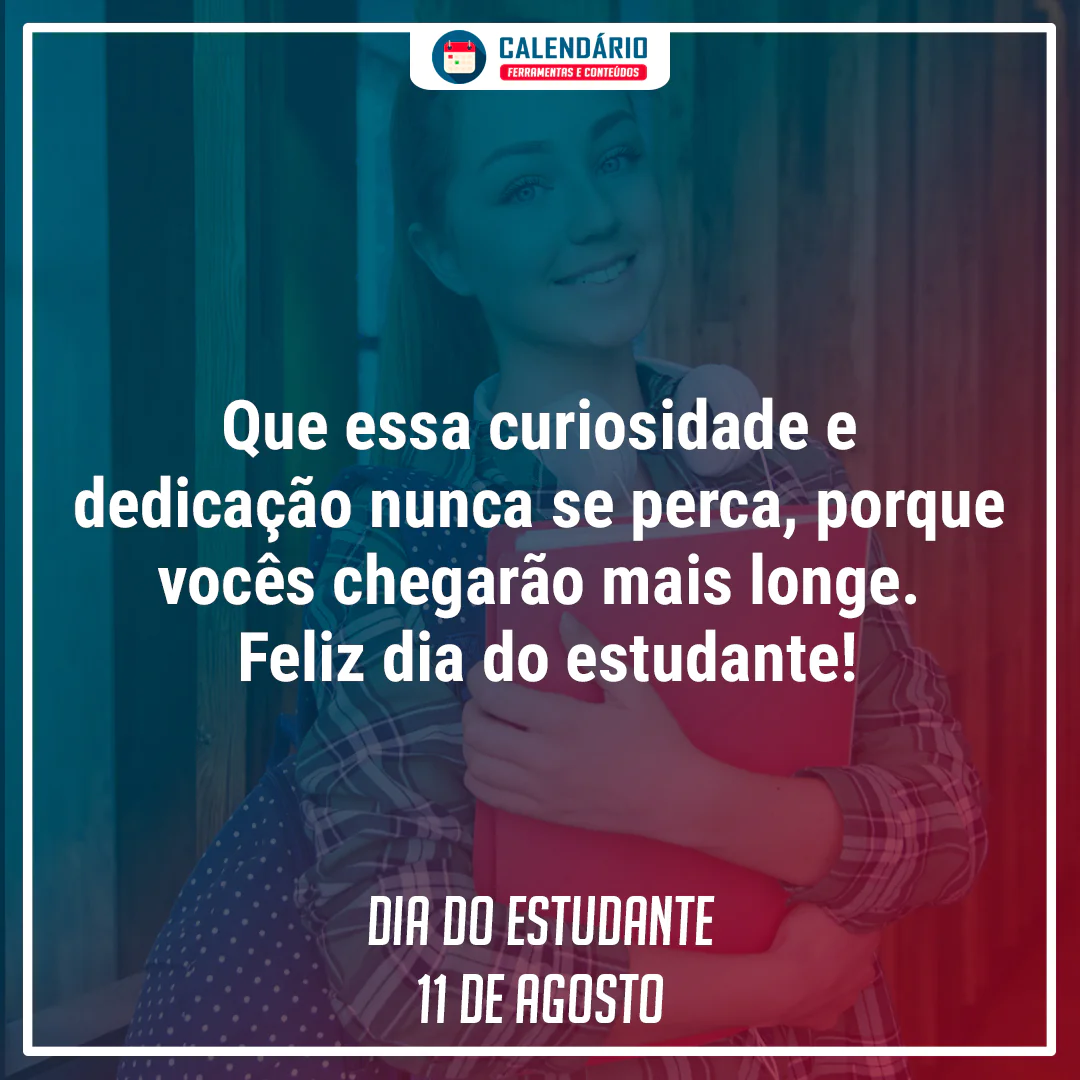 CALENDÁRIO
FERRAMENTAS E CONTEÚDOS
Que essa curiosidade e
dedicação nunca se perca, porque
vocês chegarão mais longe.
Feliz dia do estudante!
DIA DO ESTUDANTE
11 DE AGOSTO